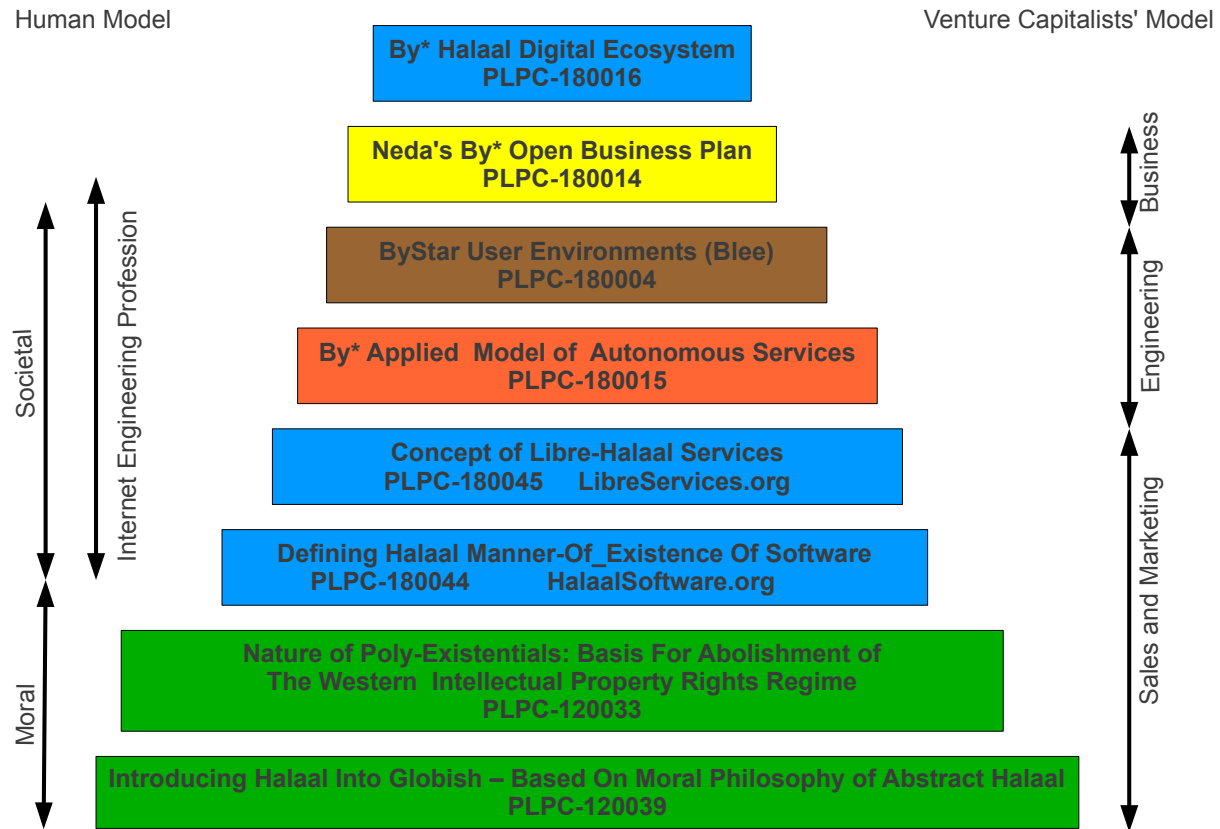 Human Model
Venture Capitalists' Model
By* Halaal Digital Ecosystem
PLPC-180016
Neda's By* Open Business Plan
PLPC-180014
ByStar User Environments (Blee)
PLPC-180004
By* Applied  Model of  Autonomous Services
PLPC-180015
Concept of Libre-Halaal Services
PLPC-180045     LibreServices.org
Defining Halaal Manner-Of_Existence Of Software
PLPC-180044            HalaalSoftware.org
Nature of Poly-Existentials: Basis For Abolishment of
The Western  Intellectual Property Rights Regime
PLPC-120033
Introducing Halaal Into Globish – Based On Moral Philosophy of Abstract Halaal
PLPC-120039
Societal
Moral
Internet Engineering Profession
Business
Engineering
Sales and Marketing